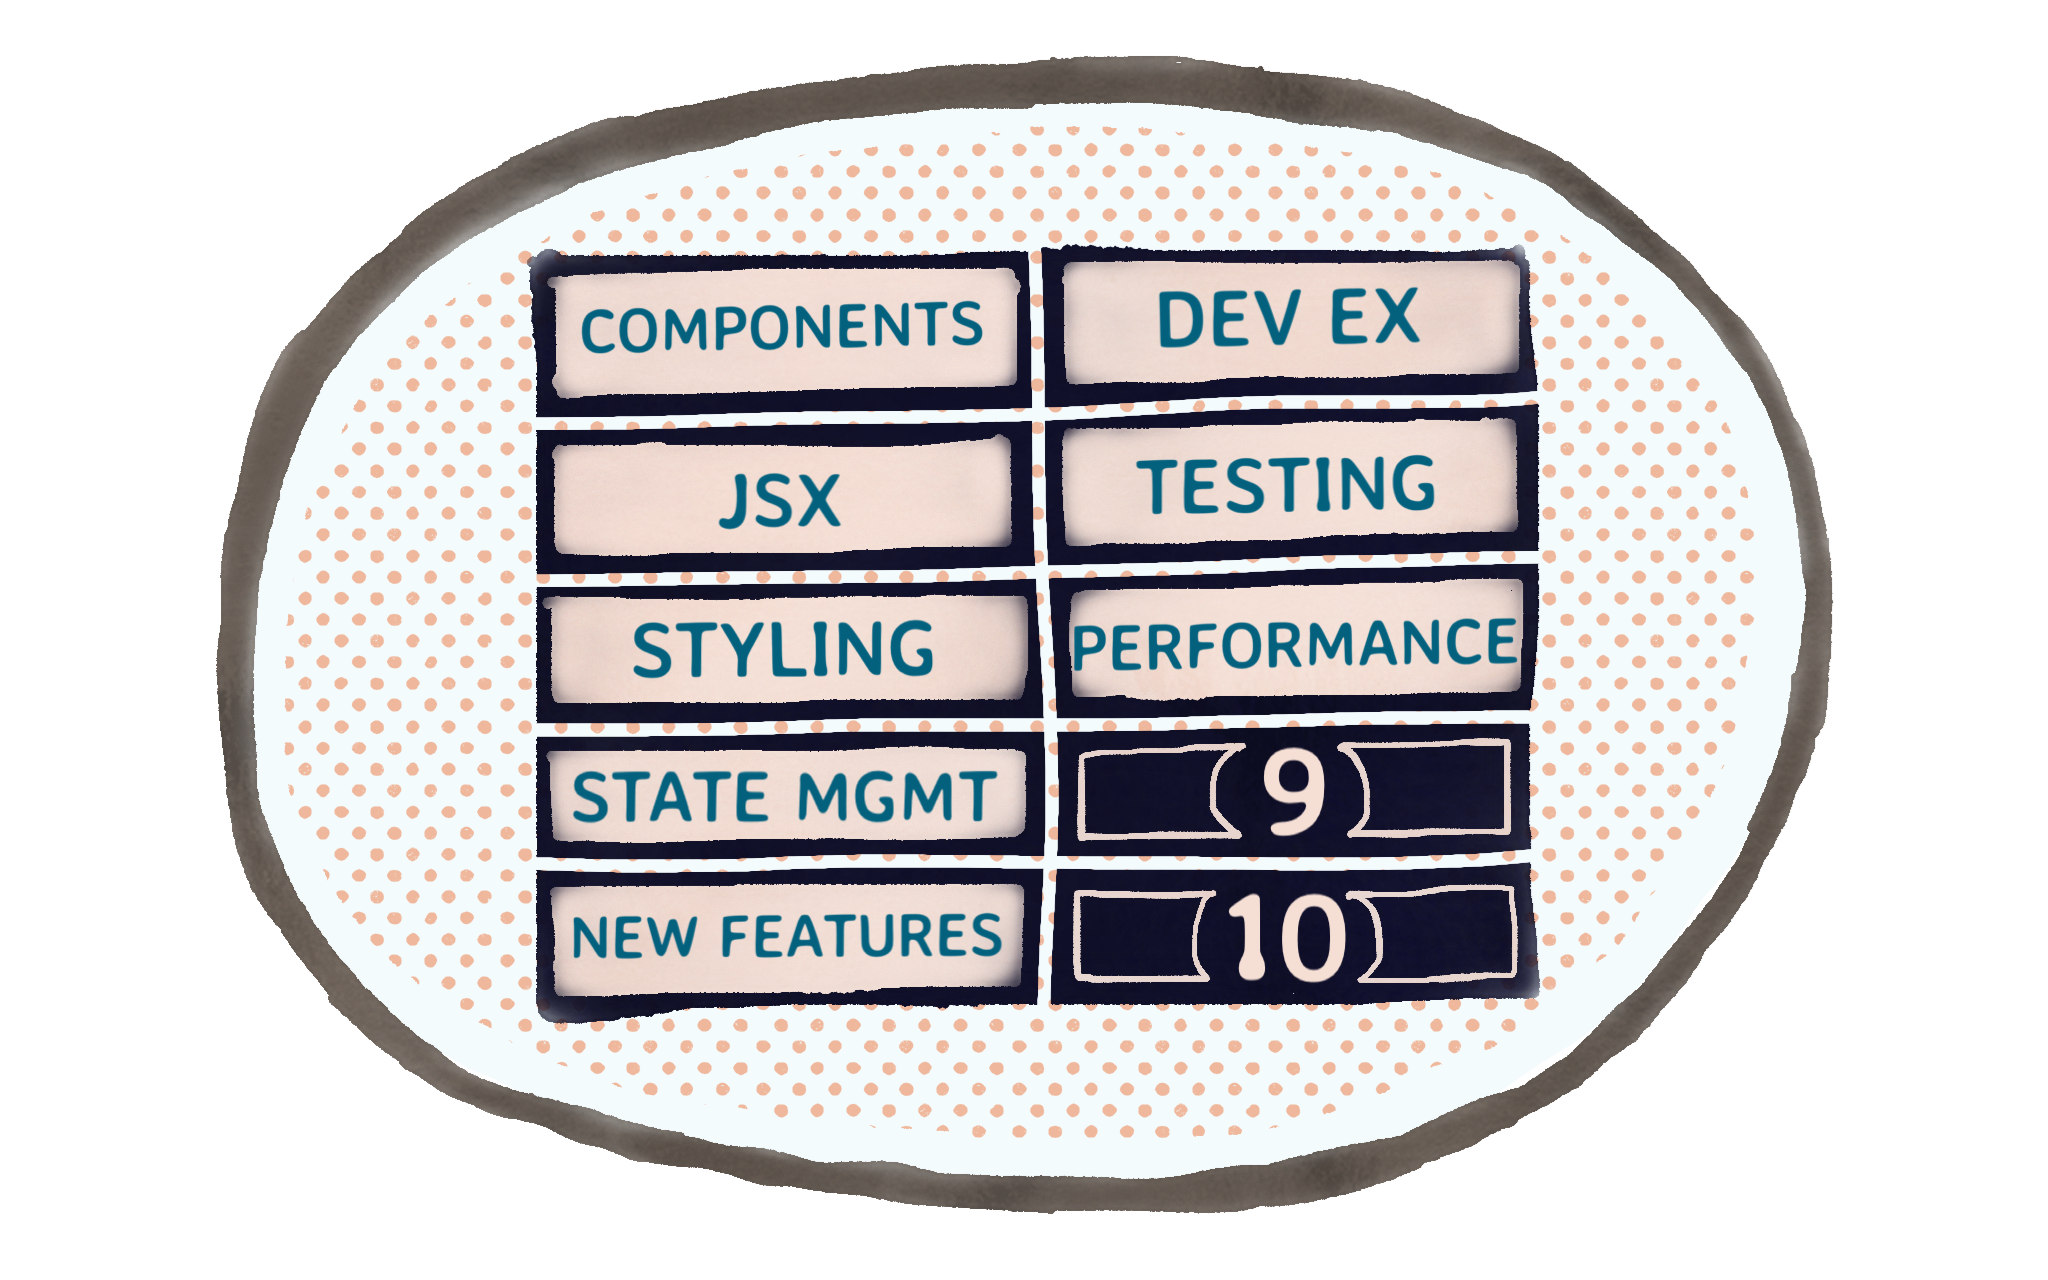 COMPONENTS
JSX
STYLING
STATE MGMT
NEW FEATURES
DEV EX
TESTING
PERFORMANCE
9
10